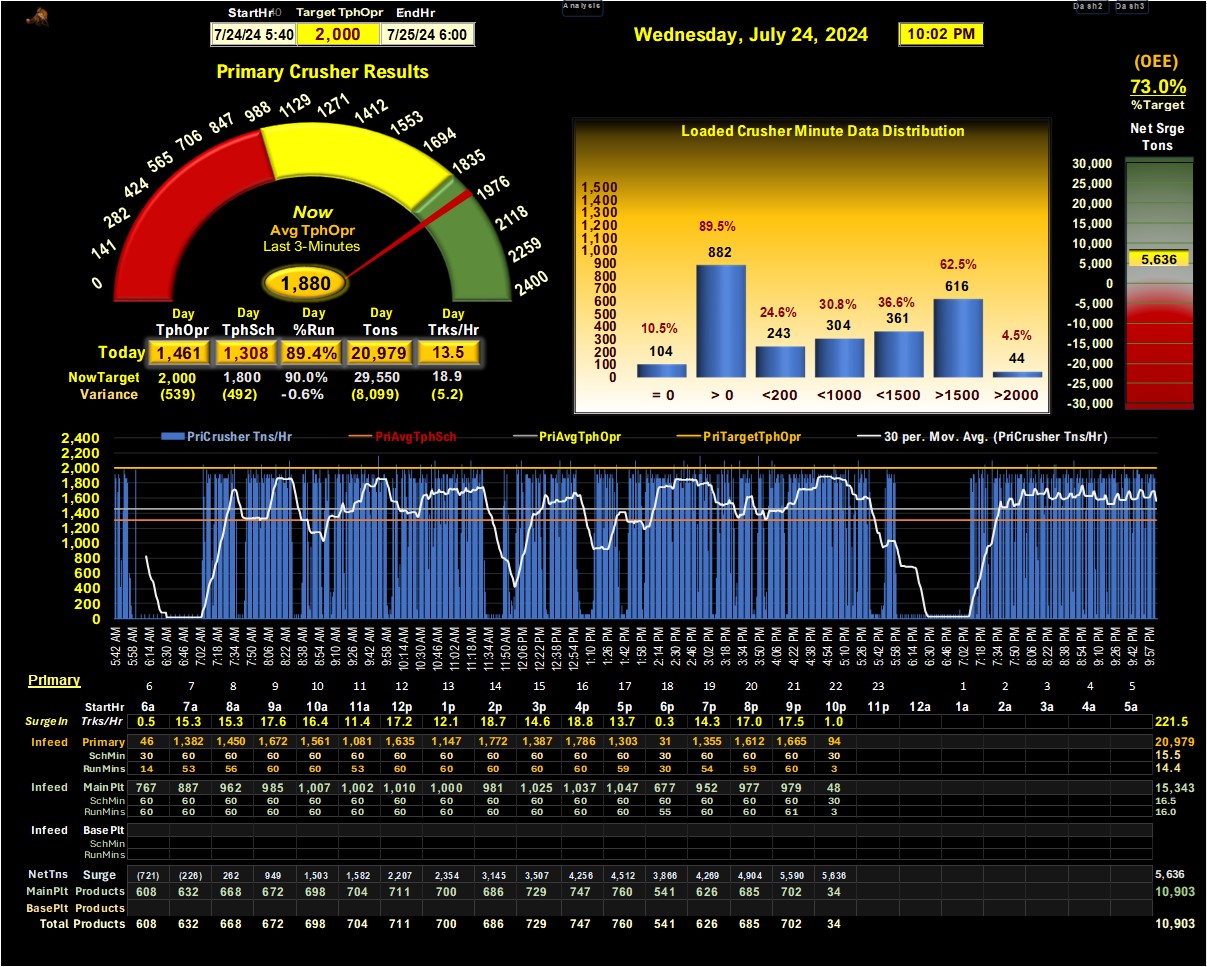 StartHr Target TphOpr EndHr
7/24/24 5:40 2,000 7/25/24 6:00
Analysis
Wednesday, July 24, 2024 10:02 PM
Dash2 Dash3
(OEE)
73.0%
%Target
Net Srge
Tons
30,000
25,000
20,000
15,000
10,000
5,000
0
-5,000
-10,000
-15,000
-20,000
-25,000
-30,000
5,636
Primary Crusher Results
0
141
282
424
565
706
847
988
1129
1271
1412
1553
1694
1835
1976
2118
2259
2400
Now
Avg TphOpr
Last 3-Minutes
1,880
Day Day Day Day Day
TphOpr TphSch %Run Tons Trks/Hr
Today 1,461 1,308 89.4% 20,979 13.5
NowTarget 2,000 1,800 90.0% 29,550 18.9
Variance (539) (492) -0.6% (8,099) (5.2)
Loaded Crusher Minute Data Distribution
1,500
1,400
1,300
1,200
1,100
1,000
900
800
700
600
500
400
300
200
100
0
10.5% 89.5% 24.6% 30.8% 36.6% 62.5% 4.5%
104 882 243 304 361 616 44
= 0 > 0 <200 <1000 <1500 >1500 >2000
PriCrusher Tns/Hr PriAvgTphSch PriAvgTphOpr PriTargetTphOpr 30 per. Mov. Avg. (PriCrusher Tns/Hr)
2,400
2,200
2,000
1,800
1,600
1,400
1,200
1,000
800
600
400
200
0
5:42 AM 5:58 AM 6:14 AM 6:30 AM 6:46 AM 7:02 AM 7:18 AM 7:34 AM 7:50 AM 8:06 AM 8:22 AM 8:38 AM 8:54 AM 9:10 AM 9:26 AM 9:42 AM 9:58 AM 10:14 AM 10:30 AM 10:46 AM 11:02 AM 11:18 AM 11:34 AM 11:50 AM 12:06 PM 12:22 PM 12:38 PM 12:54 PM 1:10 PM 1:26 PM 1:42 PM 1:58 PM 2:14 PM 2:30 PM 2:46 PM 3:02 PM 3:18 PM 3:34 PM 3:50 PM 4:06 PM 4:22 PM 4:38 PM 4:54 PM 5:10 PM 5:26 PM 5:42 PM 5:58 PM 6:14 PM 6:30 PM 6:46 PM 7:02 PM 7:18 PM 7:34 PM 7:50 PM 8:06 PM 8:22 PM 8:38 PM 8:54 PM 9:10 PM 9:26 PM 9:42 PM 9:57 PM
Primary
6 7 8 9 10 11 12 13 14 15 16 17 18 19 20 21 22 23 1 2 3 4 5
StartHr 6a 7a 8a 9a 10a 11a 12p 1p 2p 3p 4p 5p 6p 7p 8p 9p 10p 11p 12a 1a 2a 3a 4a 5a
SurgeIn Trks/Hr 0.5 15.3 15.3 17.6 16.4 11.4 17.2 12.1 18.7 14.6 18.8 13.7 0.3 14.3 17.0 17.5 1.0 221.5
Infeed Primary 46 1,382 1,450 1,672 1,561 1,081 1,635 1,147 1,772 1,387 1,786 1,303 31 1,355 1,612 1,665 94 20,979
SchMin 30 60 60 60 60 60 60 60 60 60 60 60 30 60 60 60 30 15.5
RunMins 14 53 56 60 60 53 60 60 60 60 60 59 30 54 59 60 3 14.4
Infeed MainPlt 767 887 962 985 1,007 1,002 1,010 1,000 981 1,025 1,037 1,047 677 952 977 979 48 15,343
SchMin 60 60 60 60 60 60 60 60 60 60 60 60 60 60 60 60 30 16.5
RunMins 60 60 60 60 60 60 60 60 60 60 60 60 55 60 60 61 3 16.0
Infeed Base Plt
SchMin
RunMins
NetTns Surge (721) (226) 262 949 1,503 1,582 2,207 2,354 3,145 3,507 4,256 4,512 3,866 4,269 4,904 5,590 5,636 5,636
MainPlt Products 608 632 668 672 698 704 711 700 686 729 747 760 541 626 685 702 34 10,903
BasePlt Products
Total Products 608 632 668 672 698 704 711 700 686 729 747 760 541 626 685 702 34 10,903